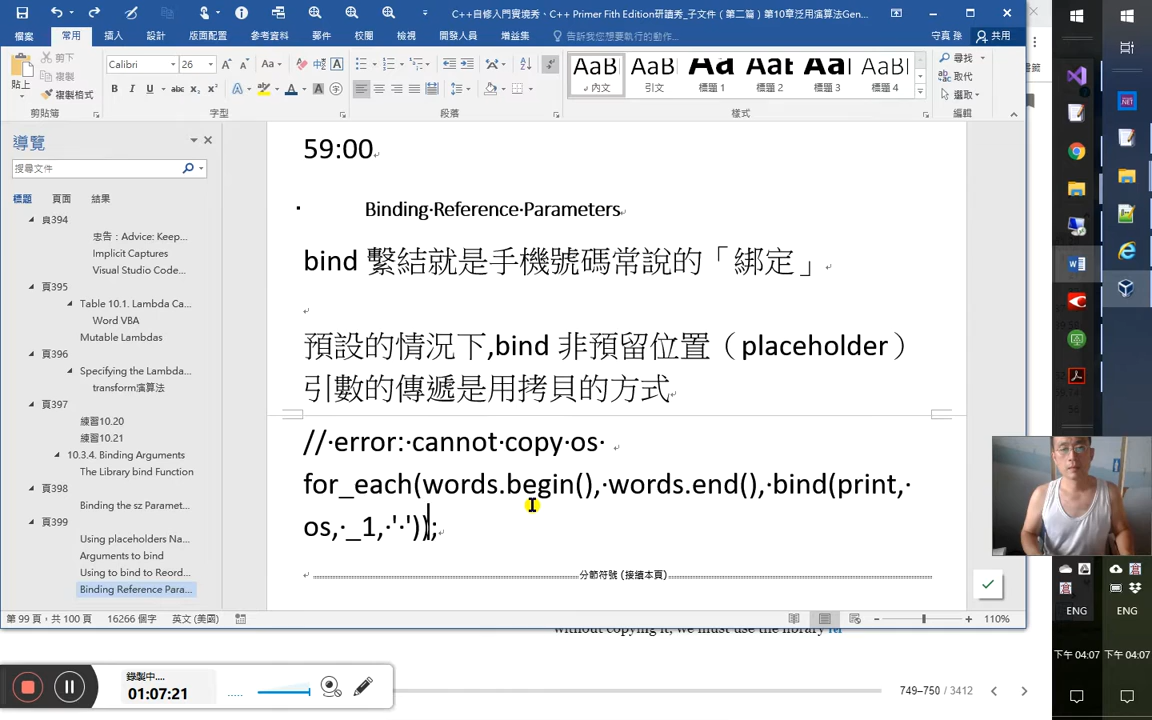 C++自修入門實境秀、C++ Primer Fith Edition研讀秀_子文件（第二篇）第10章泛用演算法Gen...
檔案 常用 插入 設計 版面配置 參考資料 郵件 校閱 檢視 開發人員 增益集 告訴我您想要執行的動作... 守真 孫 共用
貼上 剪下 複製 複製格式
Calibri 26
內文 引文 標題 1 標題 2 標題 3 標題 4
尋找 取代 選取
剪貼簿 字型 段落 樣式 編輯
導覽
搜尋文件
標題 頁面 結果
頁394
忠告：Advice: Keep...
Implicit Captures
Visual Studio Code...
頁395
Table 10.1. Lambda Ca...
Word VBA
Mutable Lambdas
頁396
Specifying the Lambda...
transform演算法
頁397
練習10.20
練習10.21
10.3.4. Binding Arguments
The Library bind Function
頁398
Binding the sz Paramet...
頁399
Using placeholders Na...
Arguments to bind
Using to bind to Reord...
Binding Reference Para...
59:00
Binding Reference Parameters
bind 繫結就是手機號碼常說的「綁定」
預設的情況下,bind 非預留位置（placeholder）
引數的傳遞是用拷貝的方式
// error: cannot copy os
for_each(words.begin(), words.end(), bind(print,
os, _1, ' '));
分節符號 (接續本頁)
第 99 頁，共 100 頁 16266 個字 英文 (美國) 110%
without copying it, we must use the library
錄製中....
01:07:21
749–750 / 3412
ENG ENG
下午 04:07 下午 04:07